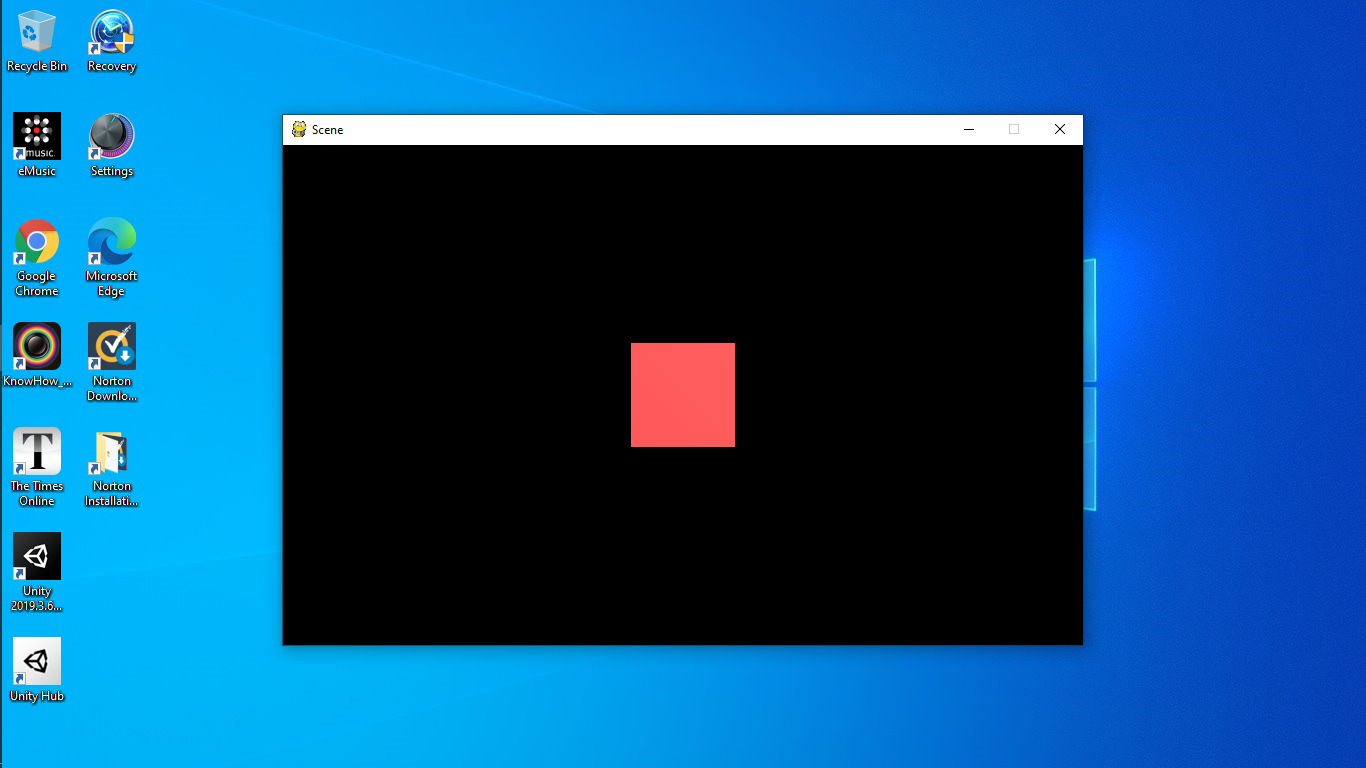 Recycle Bin
Recovery
music.
eMusic
Settings
Google
Chrome
Microsoft
Edge
KnowHow_...
Norton
Downlo...
T
The Times
Online
Norton
Installati...
Unity
2019.3.6...
Unity Hub
Scene